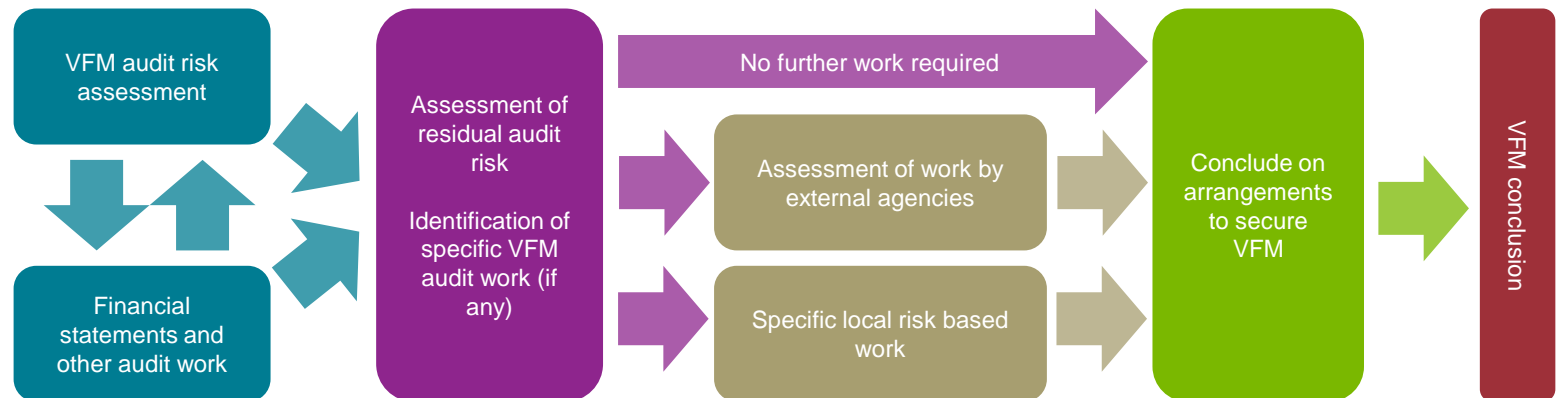 VFM audit risk
assessment
Financial
statements and
other audit work
Assessment of
residual audit
risk
Identification of
specific VFM
audit work (if
any)
No further work required
Assessment of work by
external agencies
Specific local risk based
work
Conclude on
arrangements
to secure
VFM
VFM conclusion